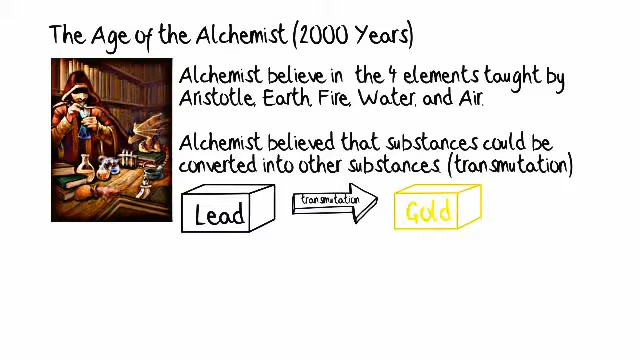 The Age of the Alchemist (2000 Years)
Alchemist believe in the 4 elements taught by
Aristotle, Earth, Fire, Water, and Air.
Alchemist believed that substances could be
converted into other substances (transmutation)
Lead
transmutation
Gold